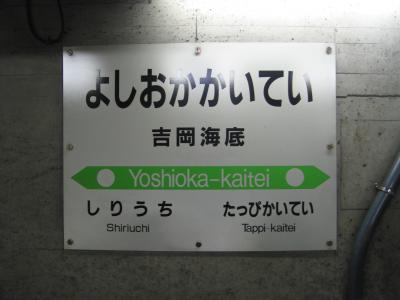 よしおかかいてい
吉岡海底
Yoshioka-kaitei
しりうち たっぴかいてい
Shiriuchi Tappi-kaitei